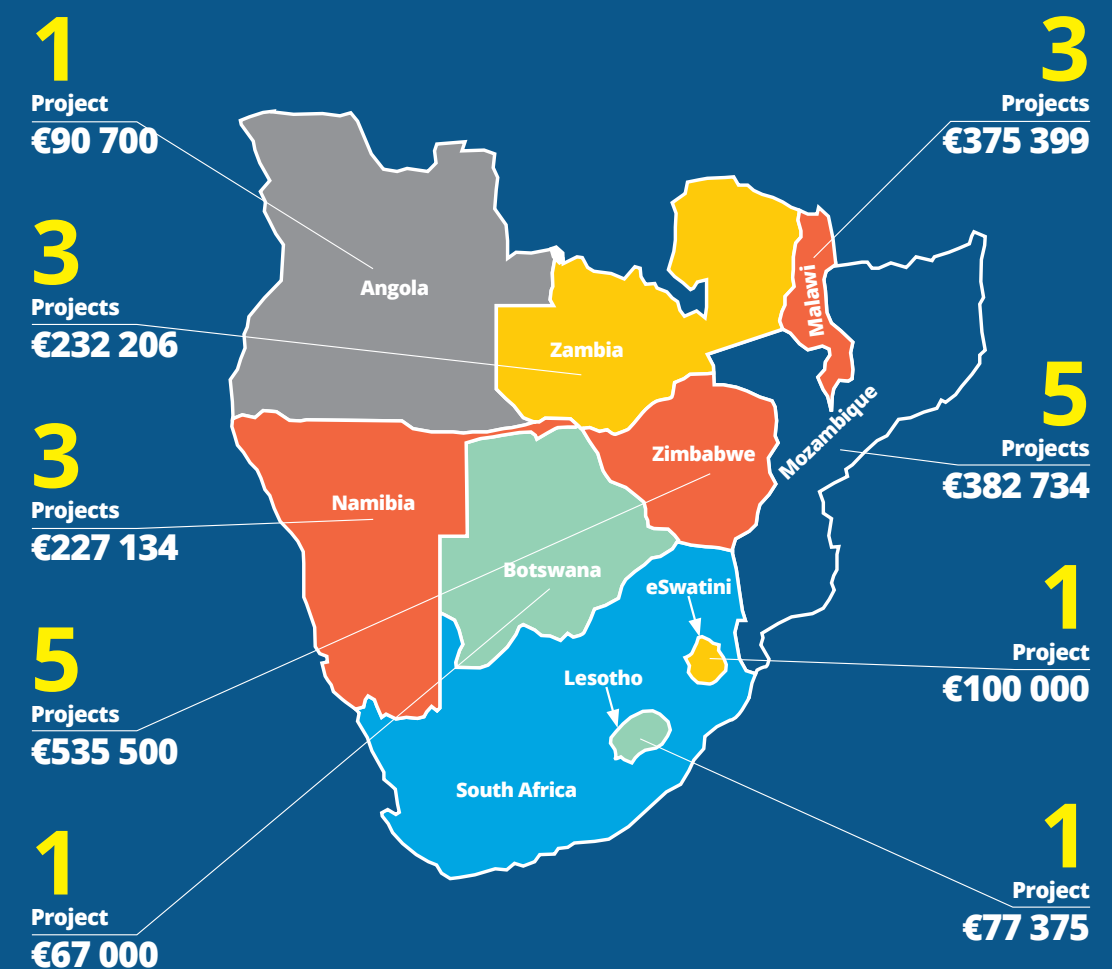 1
Project
€90 700
3
Projects
€232 206
3
Projects
€227 134
5
Projects
€535 500
1
Project
€67 000
Angola
Zambia
Malawi
Mozambique
Zimbabwe
Namibia
Botswana
eSwatini
Lesotho
South Africa
3
Projects
€375 399
5
Projects
€382 734
1
Project
€100 000
1
Project
€77 375